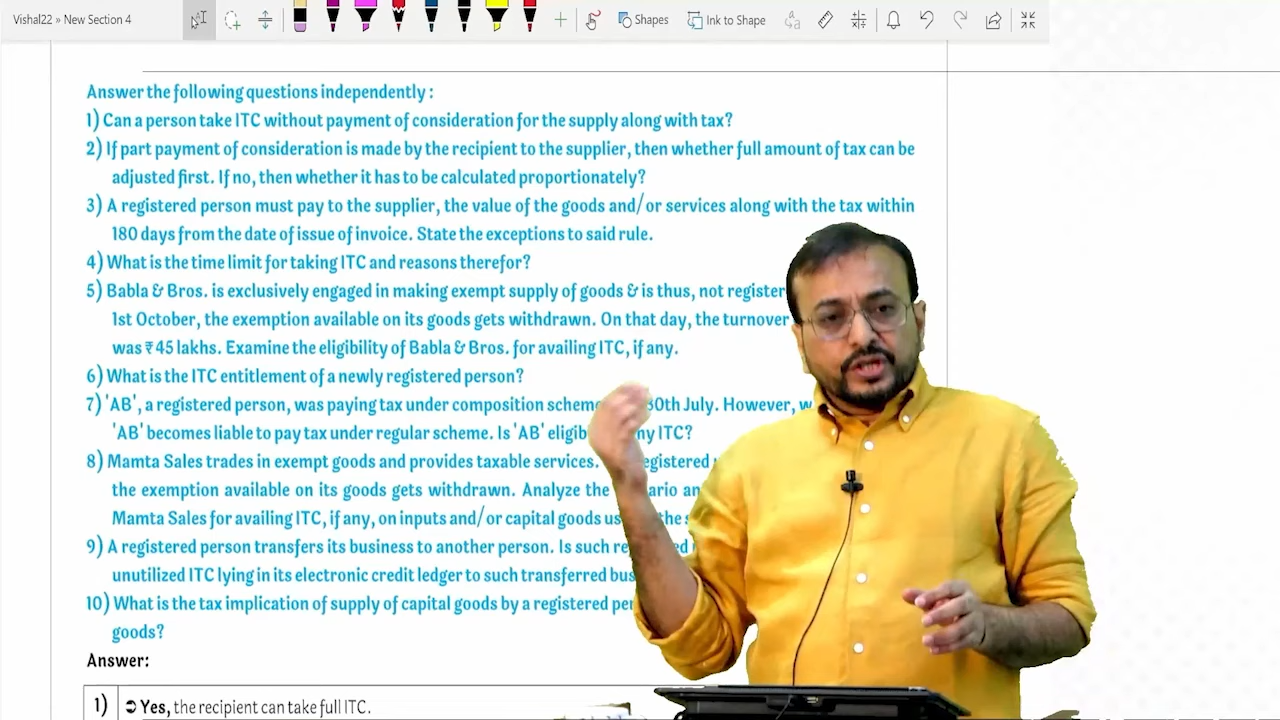 Vishal22 » New Section 4
Shapes
Ink to Shape
Answer the following questions independently :
1) Can a person take ITC without payment of consideration for the supply along with tax?
2) If part payment of consideration is made by the recipient to the supplier, then whether full amount of tax can be
adjusted first. If no, then whether it has to be calculated proportionately?
3) A registered person must pay to the supplier, the value of the goods and/or services along with the tax within
180 days from the date of issue of invoice. State the exceptions to said rule.
4) What is the time limit for taking ITC and reasons therefor?
5) Babla & Bros. is exclusively engaged in making exempt supply of goods & is thus, not
1st October, the exemption available on its goods gets withdrawn. On that day, the turnover
was ₹45 lakhs. Examine the eligibility of Babla & Bros. for availing ITC, if any.
6) What is the ITC entitlement of a newly registered person?
7) 'AB', a registered person, was paying tax under composition 30th July. However,
'AB' becomes liable to pay tax under regular scheme. Is 'AB' ITC?
8) Mamta Sales trades in exempt goods and provides taxable services.
the exemption available on its goods gets withdrawn. Analyze the
Mamta Sales for availing ITC, if any, on inputs and/or capital goods
9) A registered person transfers its business to another person. Is such
unutilized ITC lying in its electronic credit ledger to such transferred
10) What is the tax implication of supply of capital goods by a registered
goods?
Answer:
1) ➲ Yes, the recipient can take full ITC.